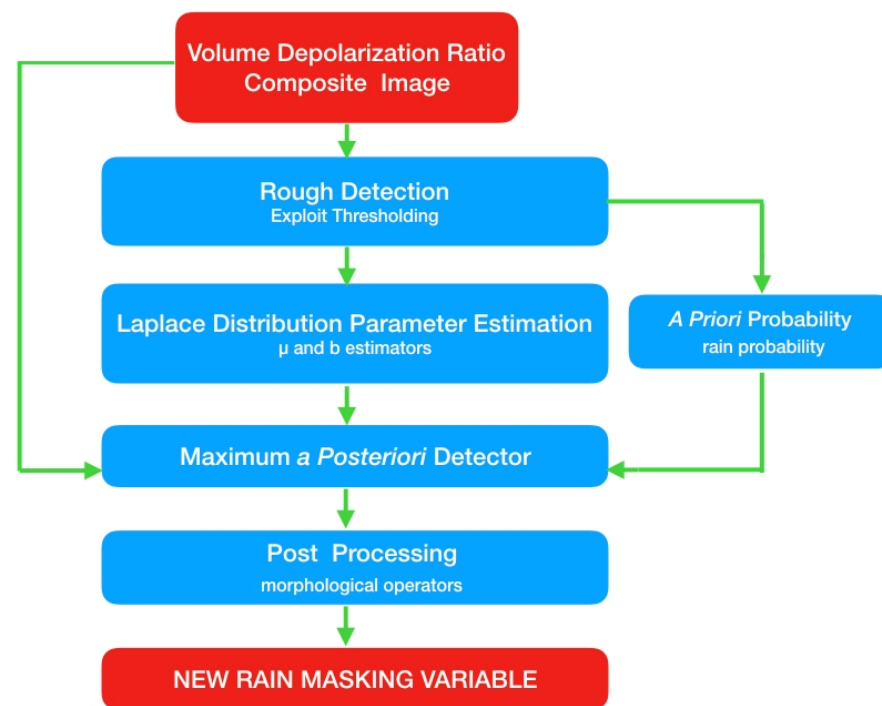 Volume Depolarization Ratio
Composite Image
Rough Detection
Exploit Thresholding
Laplace Distribution Parameter Estimation
μ and b estimators
A Priori Probability
rain probability
Maximum a Posteriori Detector
Post Processing
morphological operators
NEW RAIN MASKING VARIABLE